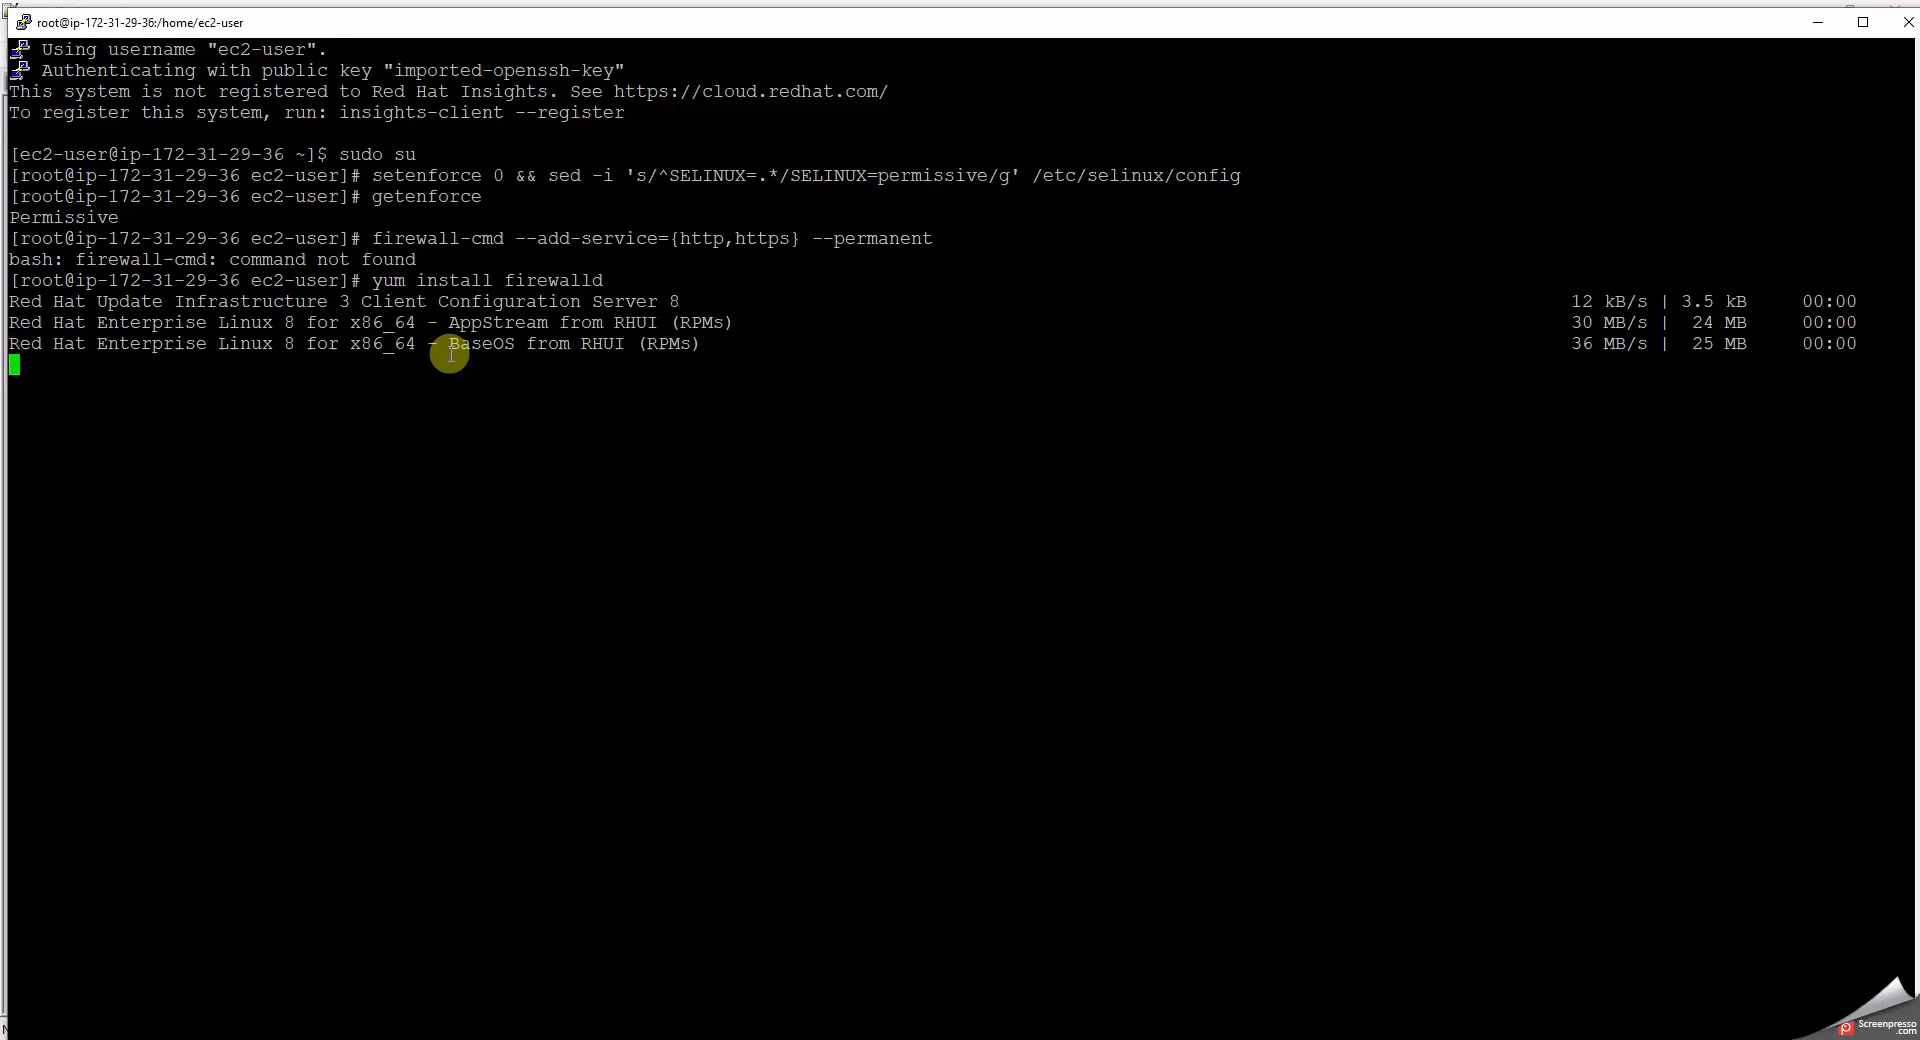 root@ip-172-31-29-36:/home/ec2-user
Using username "ec2-user".
Authenticating with public key "imported-openssh-key"
This system is not registered to Red Hat Insights. See https://cloud.redhat.com/
To register this system, run: insights-client --register
[ec2-user@ip-172-31-29-36 ~]$ sudo su
[root@ip-172-31-29-36 ec2-user]# setenforce 0 && sed -i 's/^SELINUX=.*/SELINUX=permissive/g' /etc/selinux/config
[root@ip-172-31-29-36 ec2-user]# getenforce
Permissive
[root@ip-172-31-29-36 ec2-user]# firewall-cmd --add-service={http,https} --permanent
bash: firewall-cmd: command not found
[root@ip-172-31-29-36 ec2-user]# yum install firewalld
Red Hat Update Infrastructure 3 Client Configuration Server 8 12 kB/s | 3.5 kB 00:00
Red Hat Enterprise Linux 8 for x86_64 - AppStream from RHUI (RPMs) 30 MB/s | 24 MB 00:00
Red Hat Enterprise Linux 8 for x86_64 - BaseOS from RHUI (RPMs) 36 MB/s | 25 MB 00:00
Screenpresso
.com